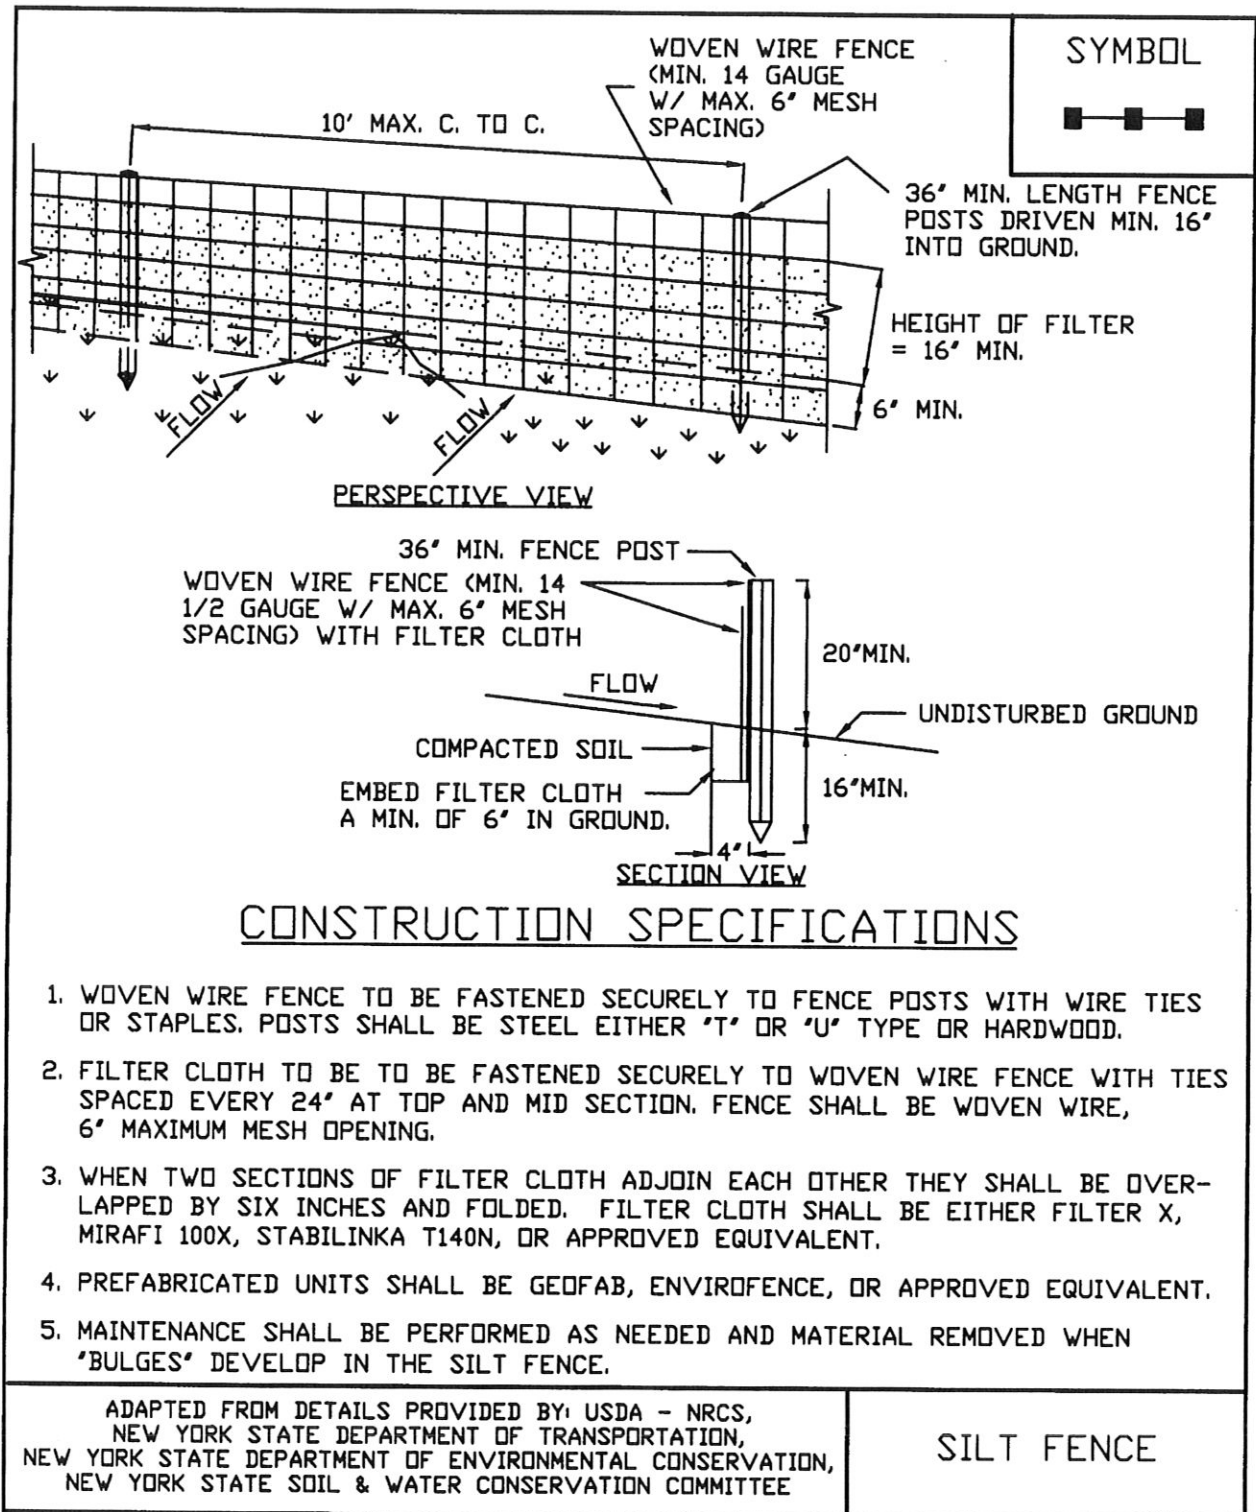 WOVEN WIRE FENCE
(MIN. 14 GAUGE
W/ MAX. 6" MESH
SPACING)
SYMBOL
10' MAX. C. TO C.
36" MIN. LENGTH FENCE
POSTS DRIVEN MIN. 16"
INTO GROUND.
HEIGHT OF FILTER
= 16" MIN.
6" MIN.
FLOW
FLOW
PERSPECTIVE VIEW
36" MIN. FENCE POST
WOVEN WIRE FENCE (MIN. 14
1/2 GAUGE W/ MAX. 6" MESH
SPACING) WITH FILTER CLOTH
20"MIN.
FLOW
UNDISTURBED GROUND
COMPACTED SOIL
EMBED FILTER CLOTH
A MIN. OF 6" IN GROUND.
16"MIN.
4"
SECTION VIEW
CONSTRUCTION SPECIFICATIONS
1. WOVEN WIRE FENCE TO BE FASTENED SECURELY TO FENCE POSTS WITH WIRE TIES
OR STAPLES. POSTS SHALL BE STEEL EITHER "T" OR "U" TYPE OR HARDWOOD.
2. FILTER CLOTH TO BE TO BE FASTENED SECURELY TO WOVEN WIRE FENCE WITH TIES
SPACED EVERY 24" AT TOP AND MID SECTION. FENCE SHALL BE WOVEN WIRE,
6" MAXIMUM MESH OPENING.
3. WHEN TWO SECTIONS OF FILTER CLOTH ADJOIN EACH OTHER THEY SHALL BE OVER-
LAPPED BY SIX INCHES AND FOLDED. FILTER CLOTH SHALL BE EITHER FILTER X,
MIRAFI 100X, STABILINKA T140N, OR APPROVED EQUIVALENT.
4. PREFABRICATED UNITS SHALL BE GEOFAB, ENVIROFENCE, OR APPROVED EQUIVALENT.
5. MAINTENANCE SHALL BE PERFORMED AS NEEDED AND MATERIAL REMOVED WHEN
"BULGES" DEVELOP IN THE SILT FENCE.
ADAPTED FROM DETAILS PROVIDED BY: USDA - NRCS,
NEW YORK STATE DEPARTMENT OF TRANSPORTATION,
NEW YORK STATE DEPARTMENT OF ENVIRONMENTAL CONSERVATION,
NEW YORK STATE SOIL & WATER CONSERVATION COMMITTEE
SILT FENCE